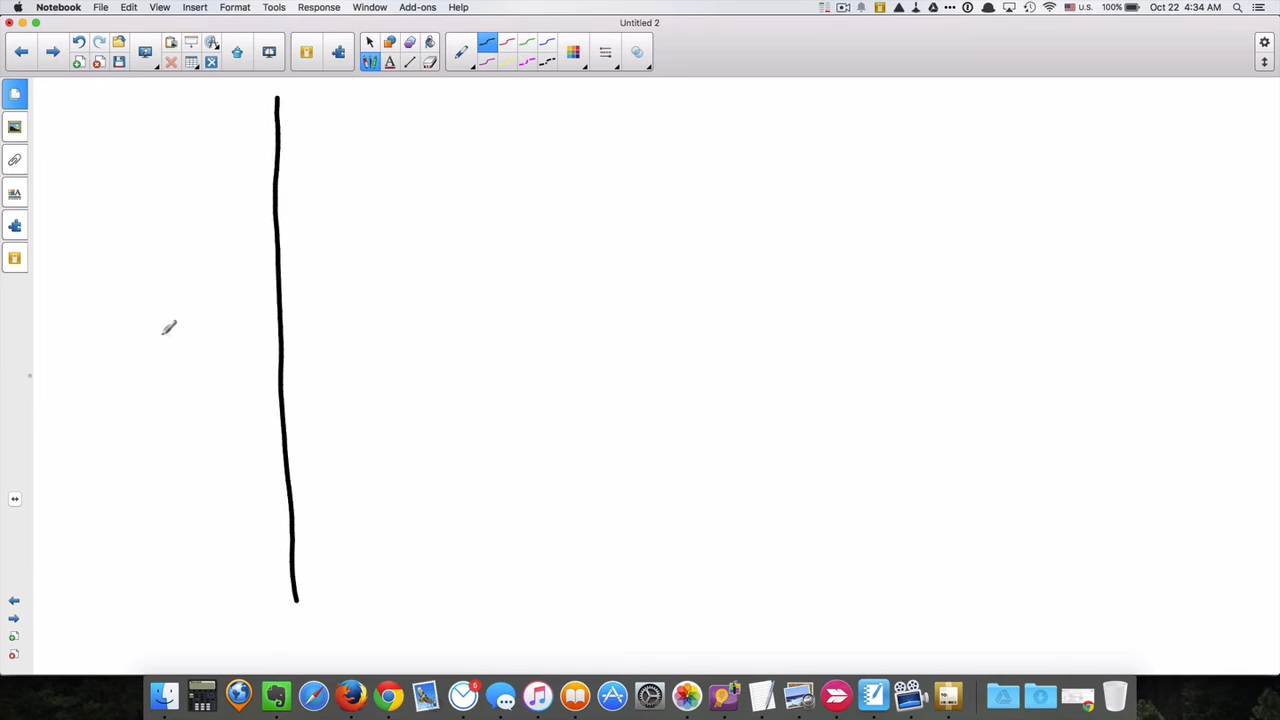 Notebook File Edit View Insert Format Tools Response Window Add-ons Help U.S. 100% Oct 22 4:34 AM
Untitled 2